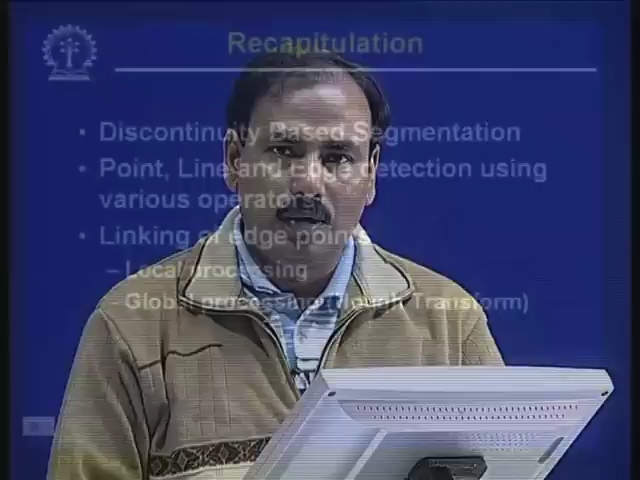 Recapitulation
• Discontinuity Based Segmentation
• Point, Line and Edge detection using
various operators
• Linking of edge points
– Local processing
– Global processing (Hough Transform)